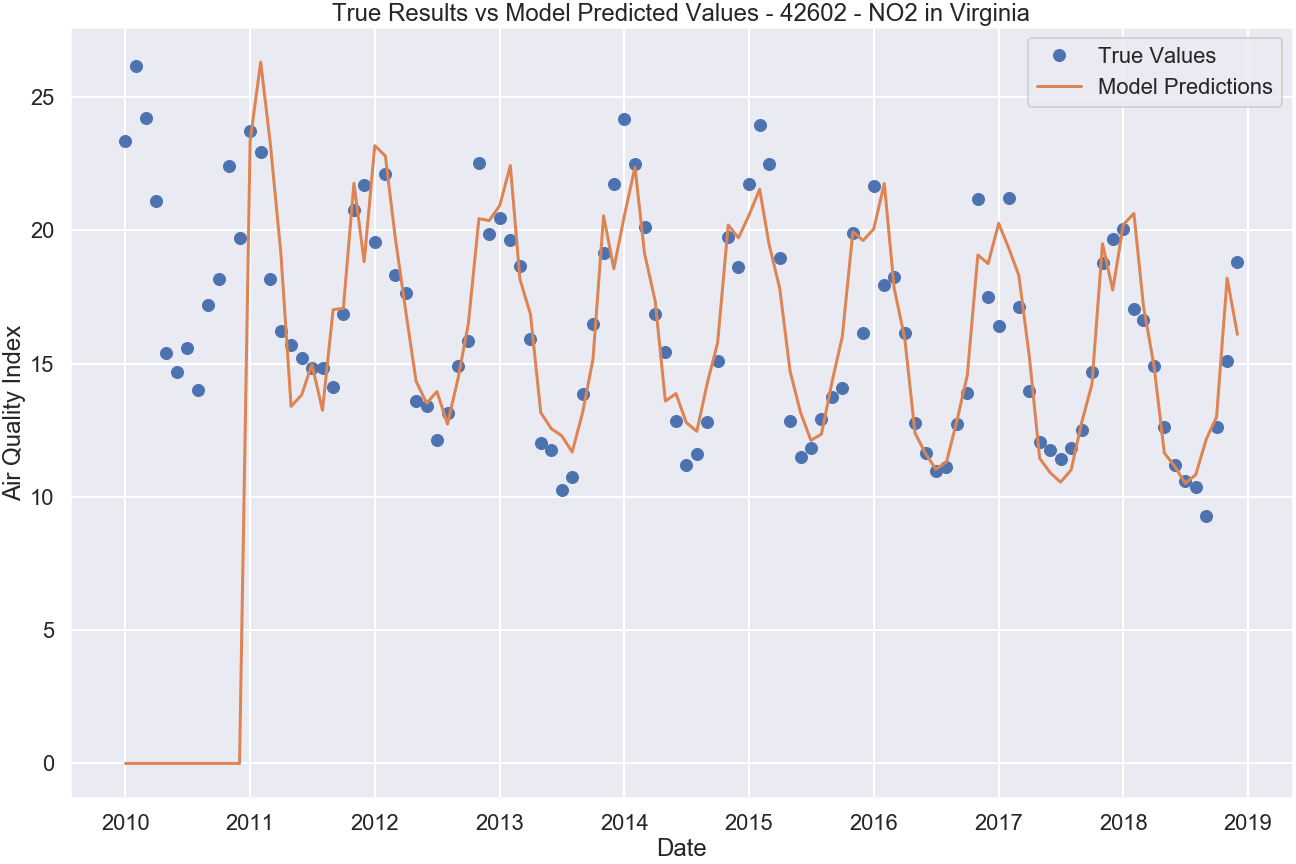 True Results vs Model Predicted Values - 42602 - NO2 in Virginia
True Values
Model Predictions
25
20
15
10
5
0
Air Quality Index
2010 2011 2012 2013 2014 2015 2016 2017 2018 2019
Date